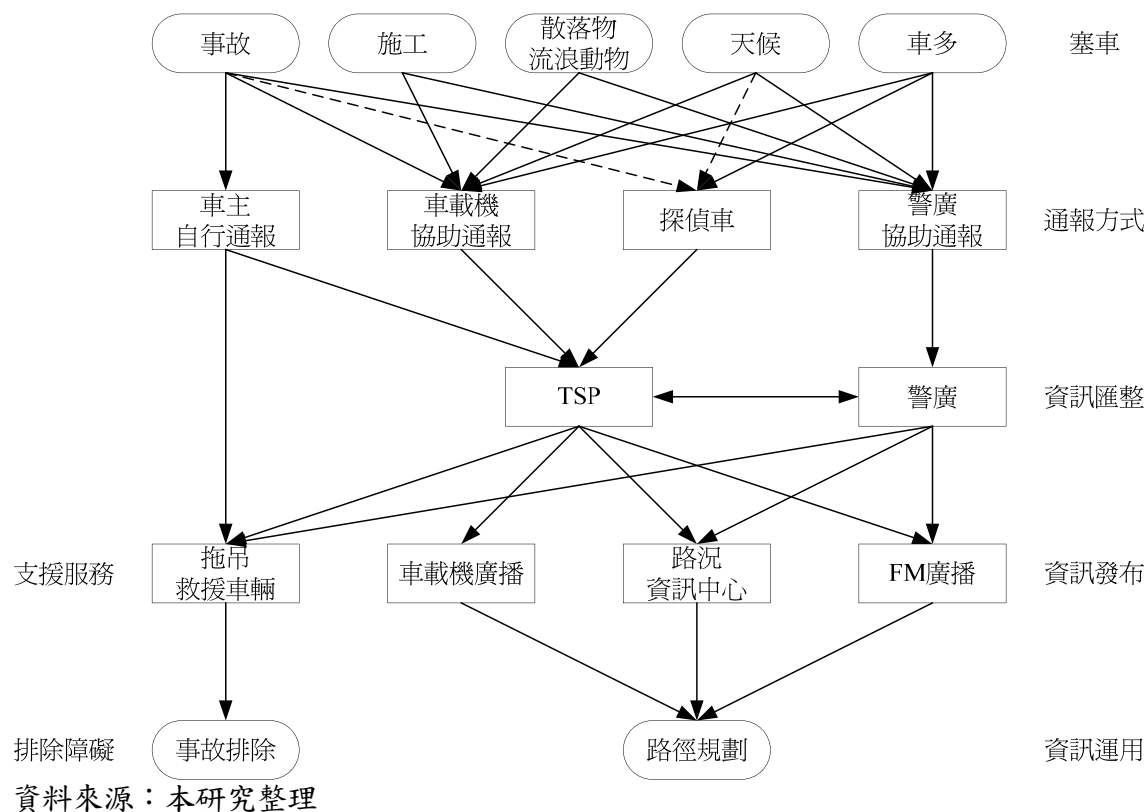 事故
施工
散落物
流浪動物
天候
車多
塞車
車主
自行通報
車載機
協助通報
探偵車
警廣
協助通報
通報方式
TSP
警廣
資訊匯整
支援服務
拖吊
救援車輛
車載機廣播
路況
資訊中心
FM廣播
資訊發布
排除障礙
事故排除
路徑規劃
資訊運用
資料來源：本研究整理